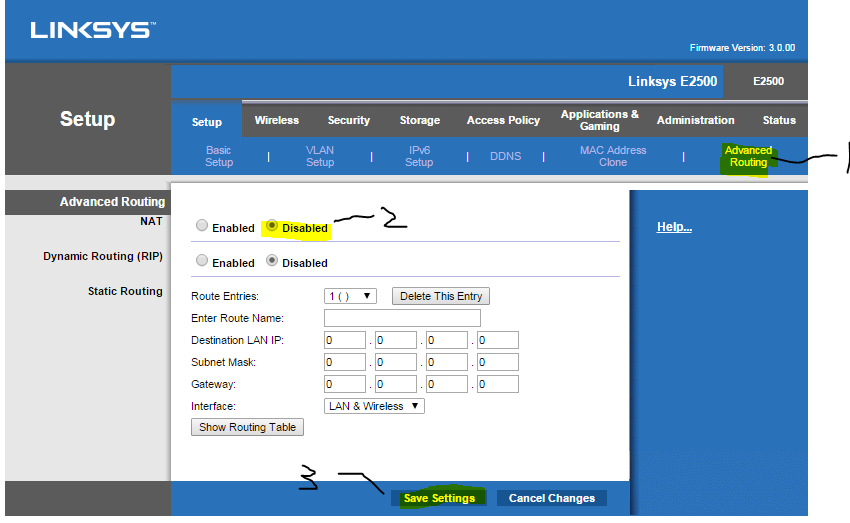 LINKSYS™
Firmware Version: 3.0.00
Linksys E2500 E2500
Setup
Setup Wireless Security Storage Access Policy Applications & Gaming Administration Status
Basic Setup | VLAN Setup | IPv6 Setup | DDNS | MAC Address Clone | Advanced Routing
1
Advanced Routing
NAT
Enabled Disabled
2
Dynamic Routing (RIP)
Enabled Disabled
Help...
Static Routing
Route Entries: 1 ( ) ▼ Delete This Entry
Enter Route Name:
Destination LAN IP: 0 . 0 . 0 . 0
Subnet Mask: 0 . 0 . 0 . 0
Gateway: 0 . 0 . 0 . 0
Interface: LAN & Wireless ▼
Show Routing Table
3
Save Settings Cancel Changes